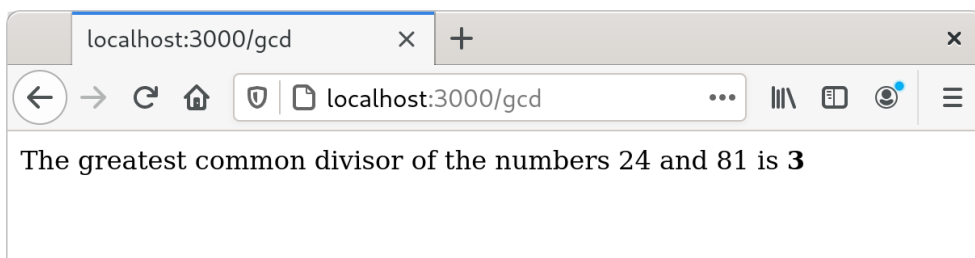 localhost:3000/gcd
localhost:3000/gcd
The greatest common divisor of the numbers 24 and 81 is 3